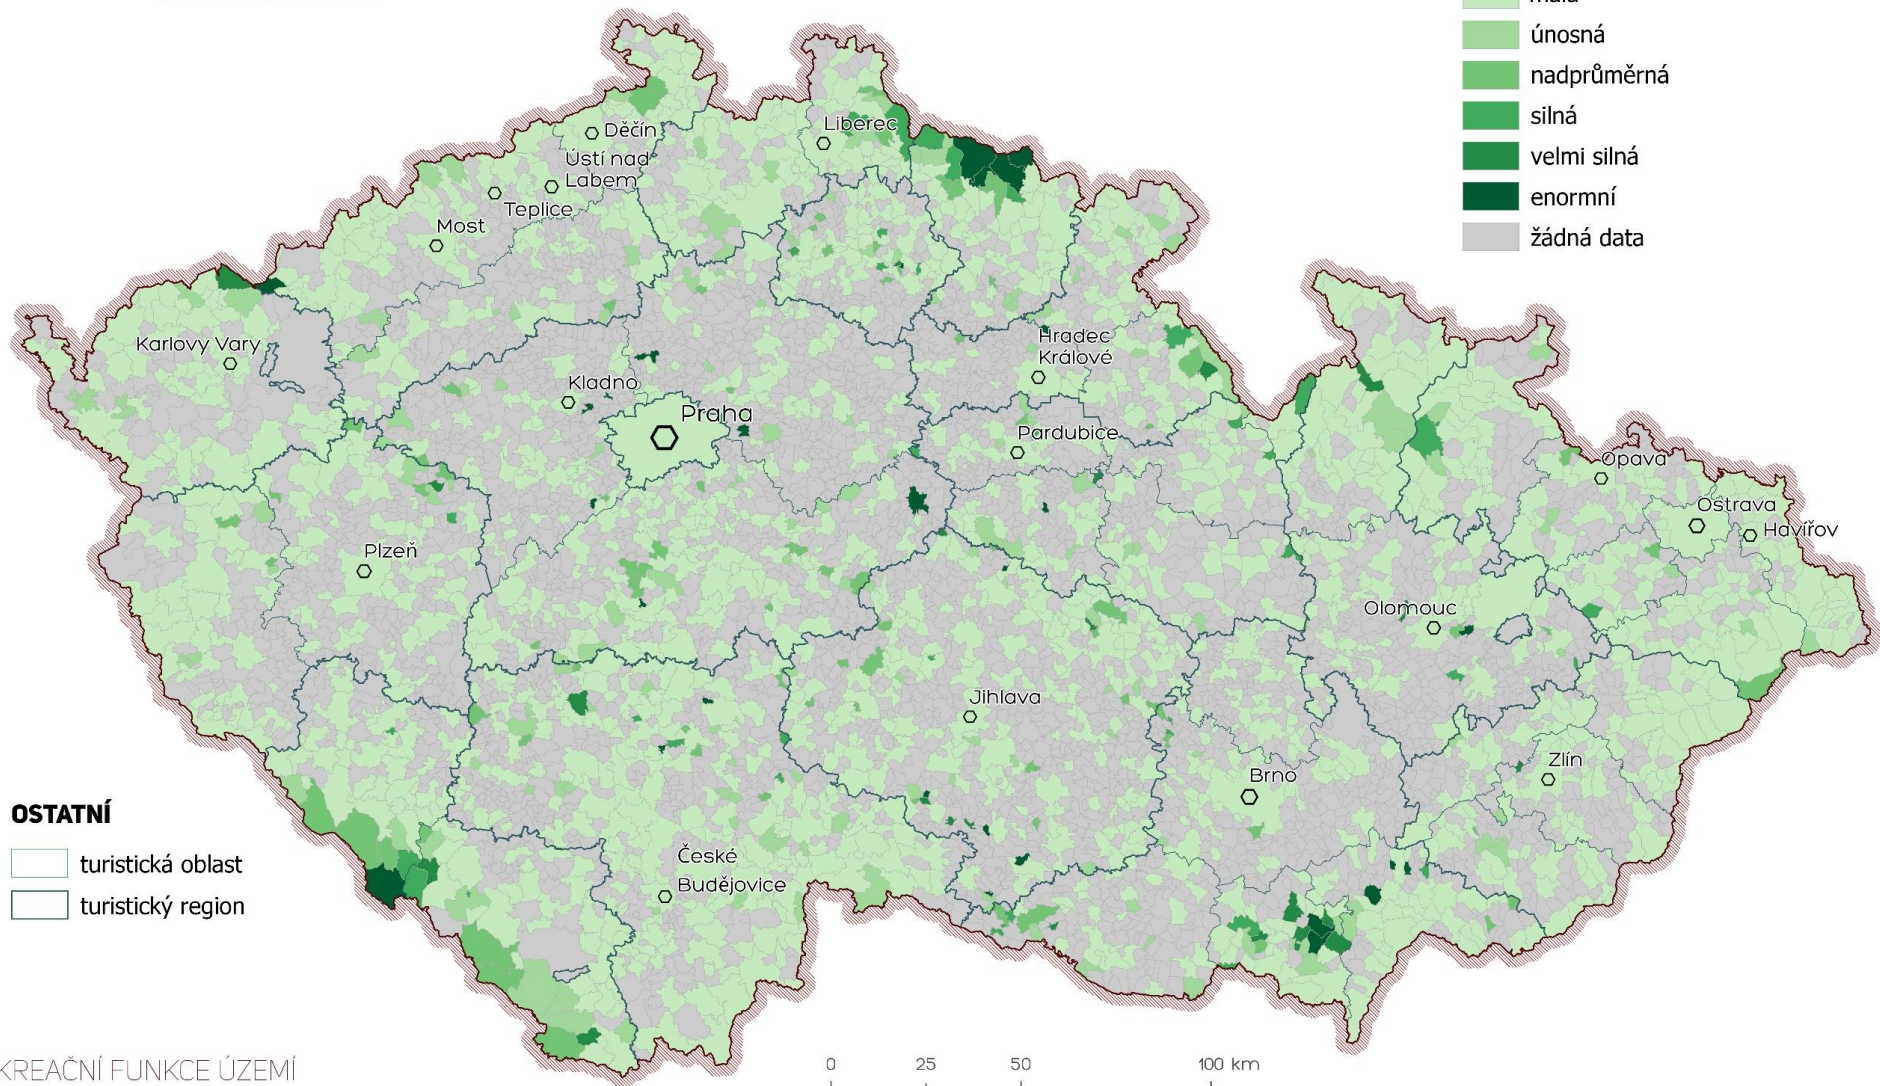 malá
únosná
nadprůměrná
silná
velmi silná
enormní
žádná data
Děčín
Liberec
Ústí nad
Labem
Teplice
Most
Karlovy Vary
Hradec
Králové
Kladno
Praha
Pardubice
Opava
Ostrava
Havířov
Plzeň
Olomouc
Jihlava
Zlín
Brno
České
Budějovice
OSTATNÍ
turistická oblast
turistický region
KREAČNÍ FUNKCE ÚZEMÍ
0 25 50 100 km